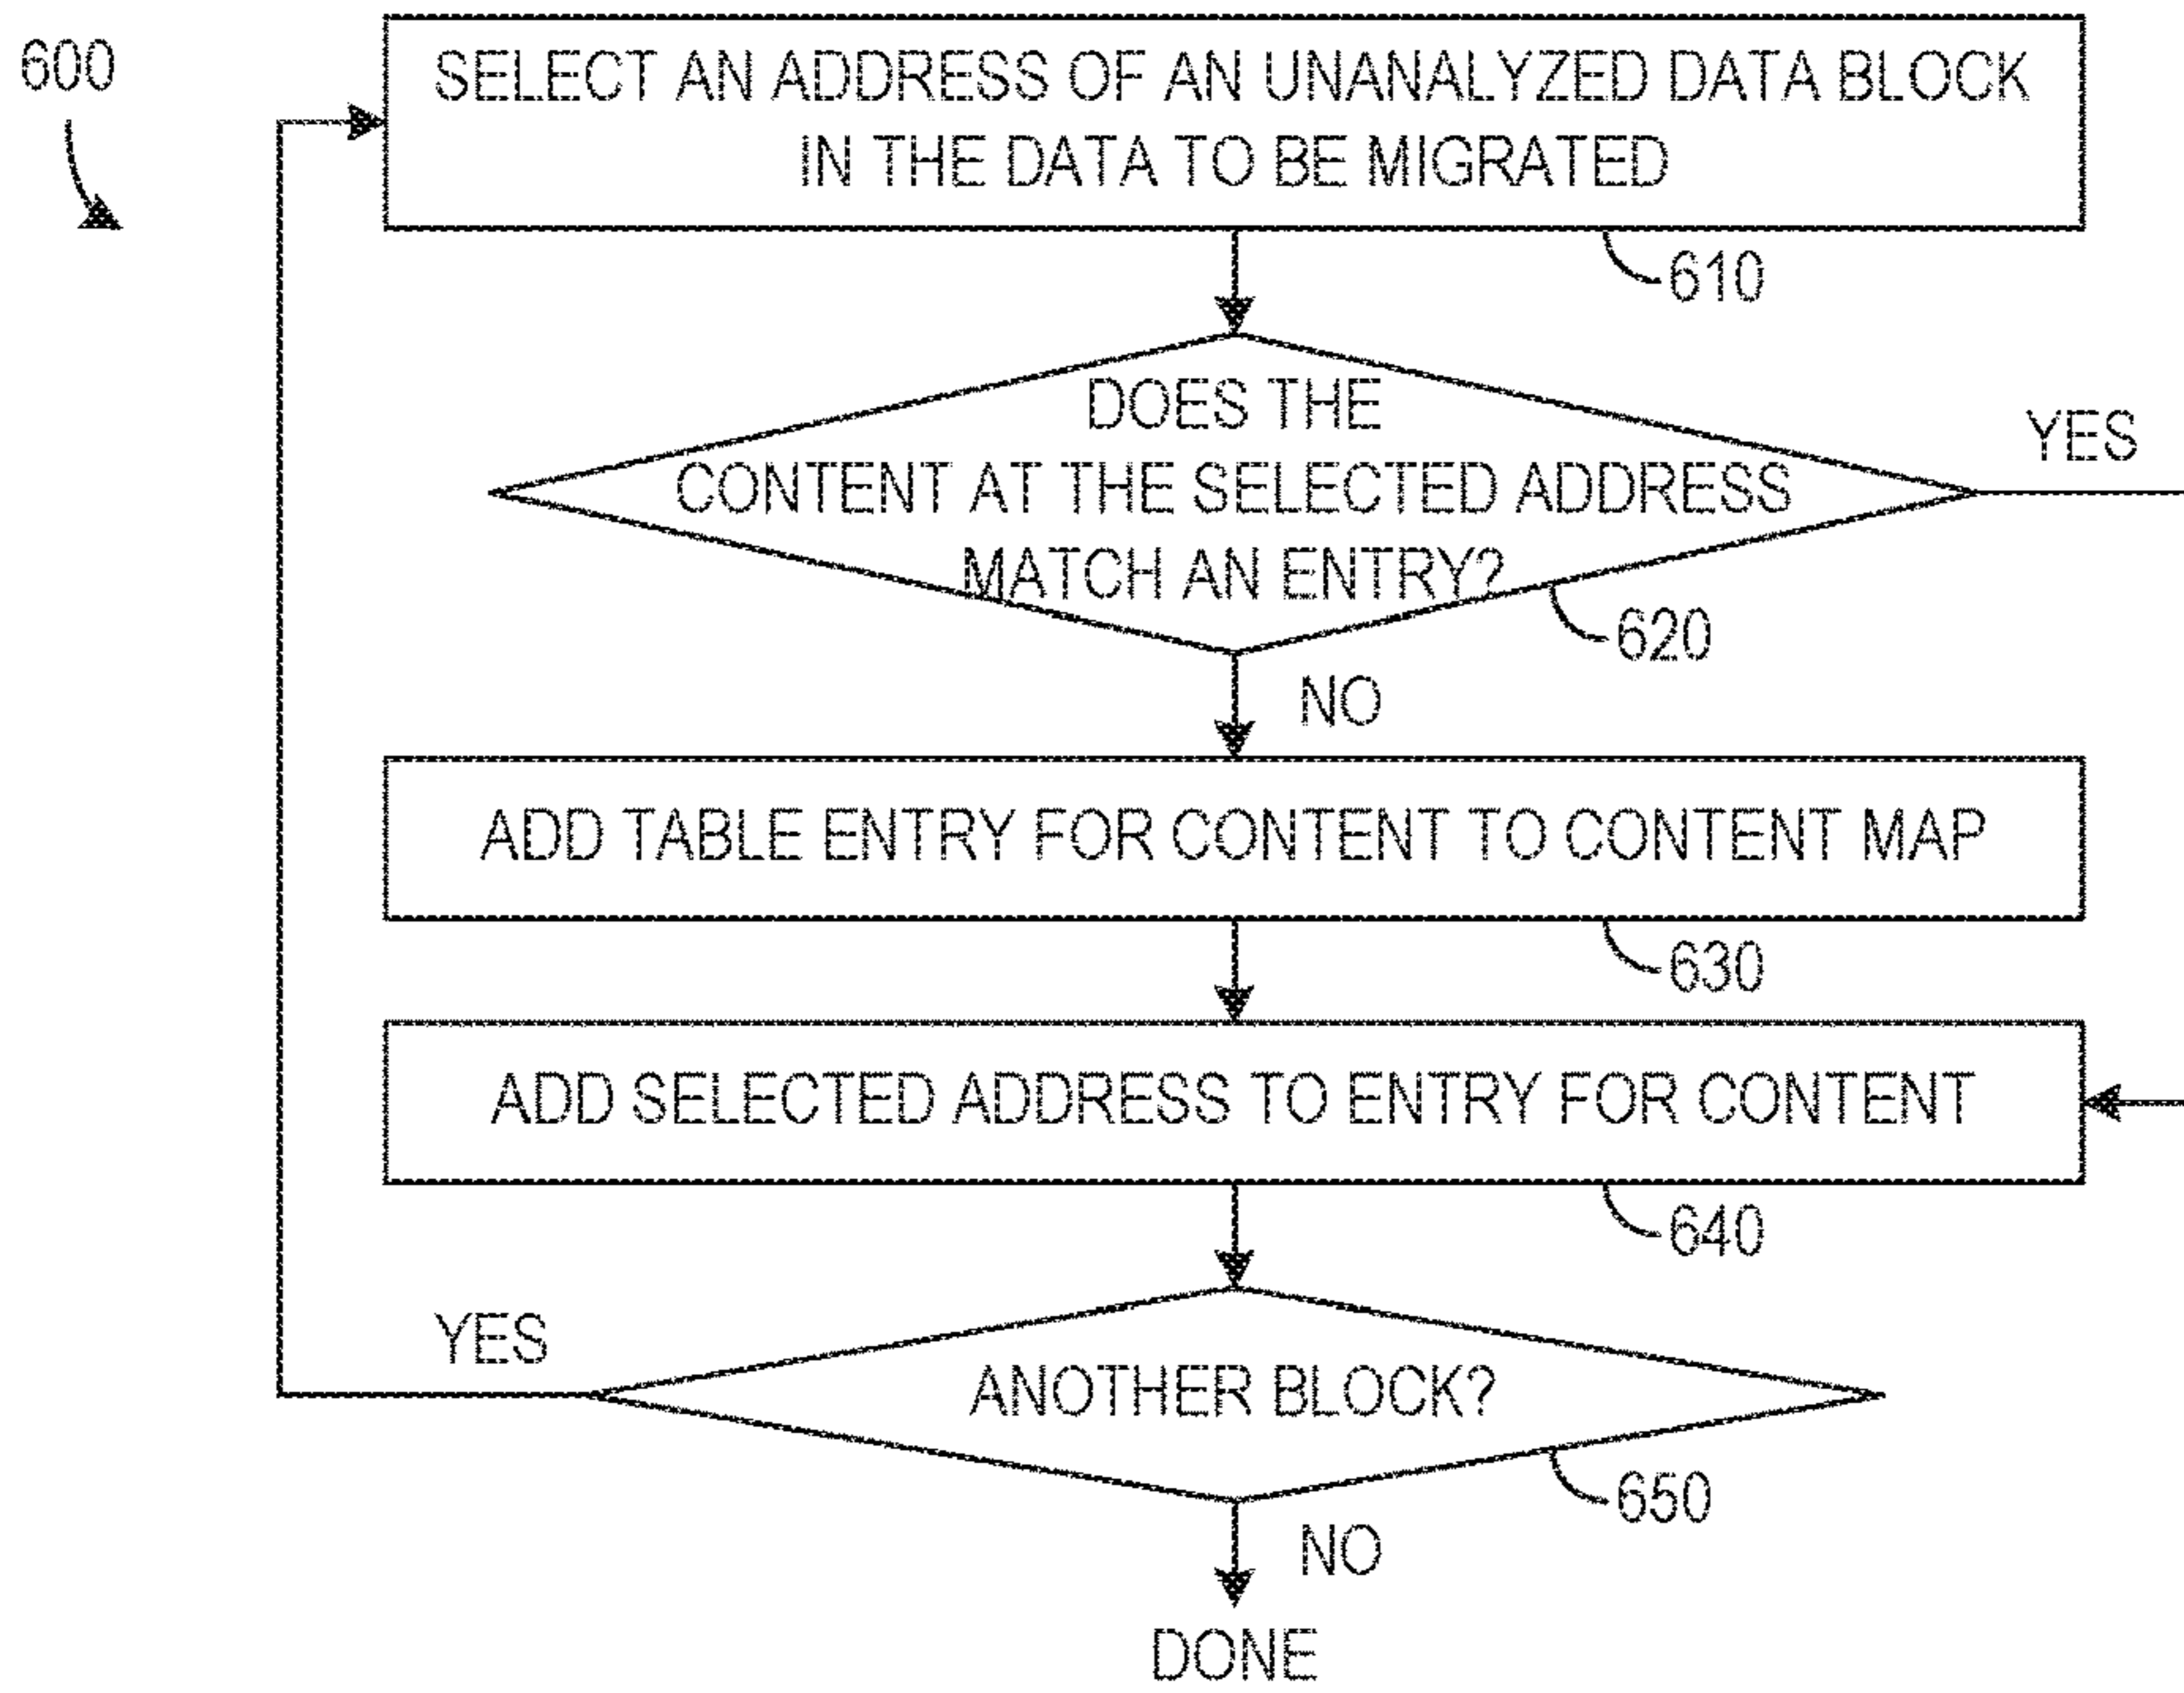 600
SELECT AN ADDRESS OF AN UNANALYZED DATA BLOCK
IN THE DATA TO BE MIGRATED
610
DOES THE
CONTENT AT THE SELECTED ADDRESS
MATCH AN ENTRY?
YES
620
NO
ADD TABLE ENTRY FOR CONTENT TO CONTENT MAP
630
ADD SELECTED ADDRESS TO ENTRY FOR CONTENT
640
YES
ANOTHER BLOCK?
650
NO
DONE